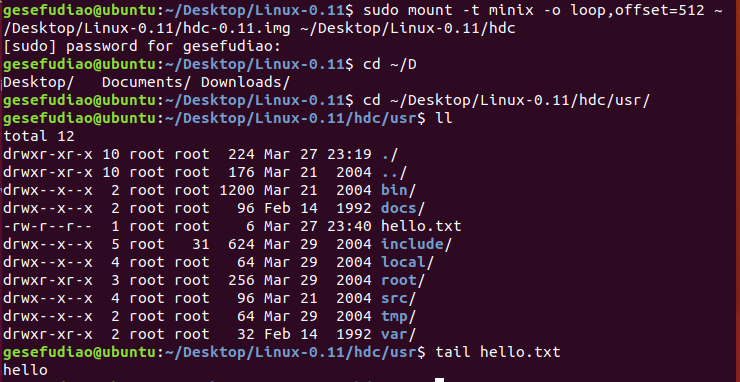 gesefudiao@ubuntu:~/Desktop/Linux-0.11$ sudo mount -t minix -o loop,offset=512 ~
/Desktop/Linux-0.11/hdc-0.11.img ~/Desktop/Linux-0.11/hdc
[sudo] password for gesefudiao:
gesefudiao@ubuntu:~/Desktop/Linux-0.11$ cd ~/D
Desktop/   Documents/ Downloads/
gesefudiao@ubuntu:~/Desktop/Linux-0.11$ cd ~/Desktop/Linux-0.11/hdc/usr/
gesefudiao@ubuntu:~/Desktop/Linux-0.11/hdc/usr$ ll
total 12
drwxr-xr-x 10 root root  224 Mar 27 23:19 ./
drwxr-xr-x 10 root root  176 Mar 21  2004 ../
drwx--x--x  2 root root 1200 Mar 21  2004 bin/
drwx--x--x  2 root root   96 Feb 14  1992 docs/
-rw-r--r--  1 root root    6 Mar 27 23:40 hello.txt
drwx--x--x  5 root   31  624 Mar 29  2004 include/
drwx--x--x  4 root root   64 Mar 29  2004 local/
drwxr-xr-x  3 root root  256 Mar 29  2004 root/
drwx--x--x  4 root root   96 Mar 21  2004 src/
drwx--x--x  2 root root   64 Mar 29  2004 tmp/
drwxr-xr-x  2 root root   32 Feb 14  1992 var/
gesefudiao@ubuntu:~/Desktop/Linux-0.11/hdc/usr$ tail hello.txt
hello